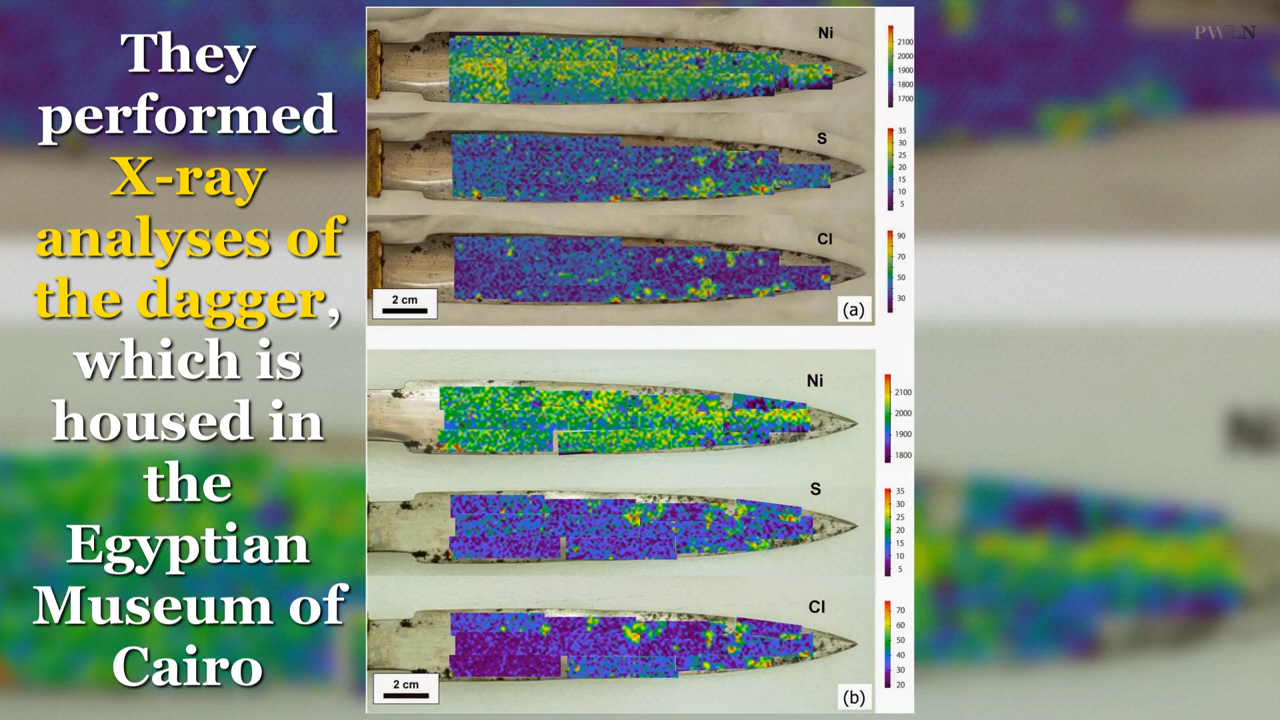 They
performed
X-ray
analyses of
the dagger,
which is
housed in
the
Egyptian
Museum of
Cairo
Ni
2100
2000
1900
1800
1700
S
35
30
25
20
15
10
5
Cl
90
70
50
30
2 cm
(a)
Ni
2100
2000
1900
1800
S
35
30
25
20
15
10
5
Cl
70
60
50
40
30
20
2 cm
(b)
PWLN
Ni